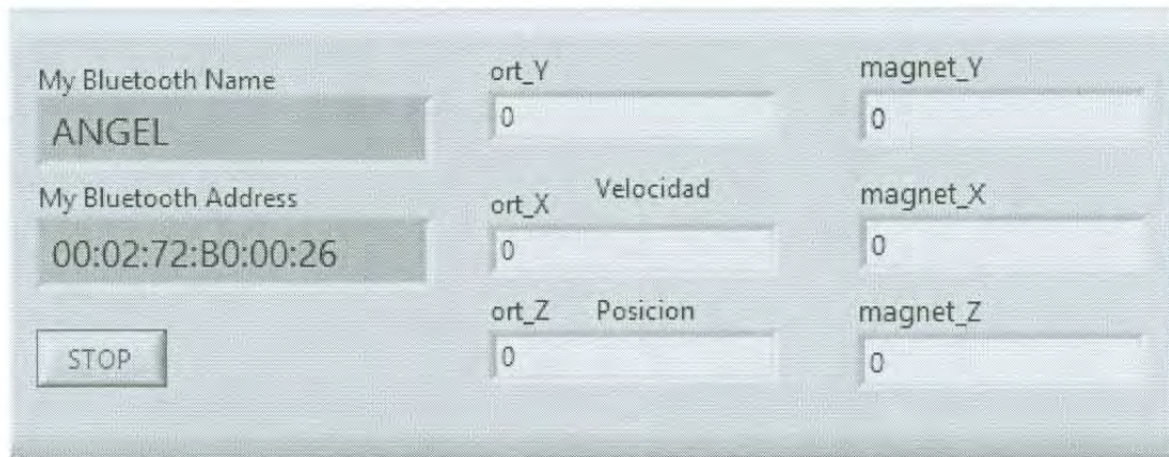 My Bluetooth Name
ANGEL
My Bluetooth Address
00:02:72:B0:00:26
STOP
ort_Y
0
ort_X Velocidad
0
ort_Z Posicion
0
magnet_Y
0
magnet_X
0
magnet_Z
0